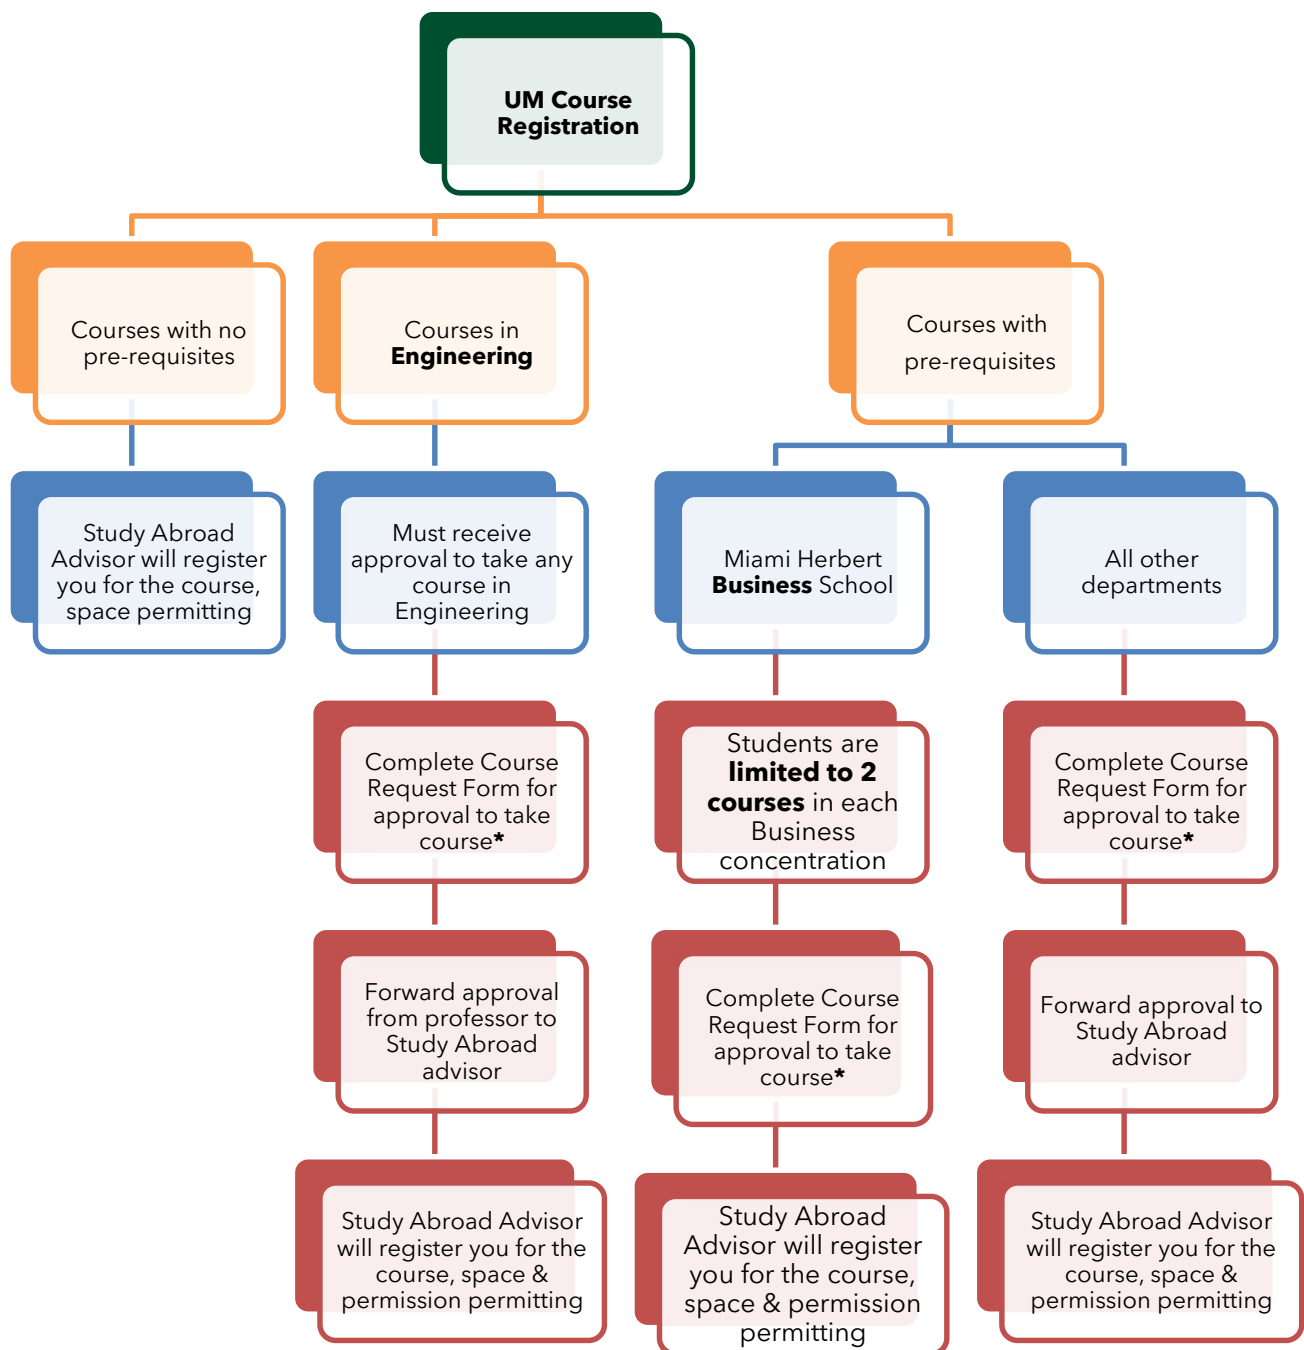 UM Course
Registration
Courses with no
pre-requisites
Courses in
Engineering
Courses with
pre-requisites
Study Abroad
Advisor will register
you for the course,
space permitting
Must receive
approval to take any
course in
Engineering
Miami Herbert
Business School
All other
departments
Complete Course
Request Form for
approval to take
course*
Students are
limited to 2
courses in each
Business
concentration
Complete Course
Request Form for
approval to take
course*
Forward approval
from professor to
Study Abroad
advisor
Complete Course
Request Form for
approval to take
course*
Forward approval to
Study Abroad
advisor
Study Abroad Advisor
will register you for the
course, space &
permission permitting
Study Abroad
Advisor will register
you for the course,
space & permission
permitting
Study Abroad Advisor
will register you for the
course, space &
permission permitting